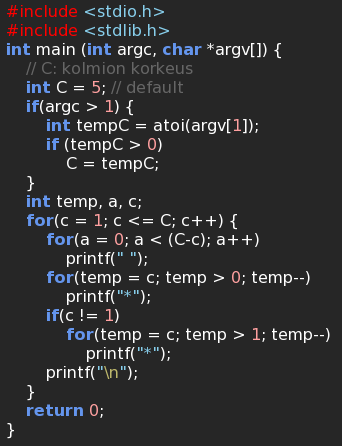 #include <stdio.h>
#include <stdlib.h>
int main (int argc, char *argv[]) {
    // C: kolmion korkeus
    int C = 5; // default
    if(argc > 1) {
        int tempC = atoi(argv[1]);
        if (tempC > 0)
            C = tempC;
    }
    int temp, a, c;
    for (c = 1; c <= C; c++) {
        for (a = 0; a < (C-c); a++)
            printf(" ");
        for (temp = c; temp > 0; temp--)
            printf("*");
        if(c != 1)
            for (temp = c; temp > 1; temp--)
                printf("*");
        printf("\n");
    }
    return 0;
}